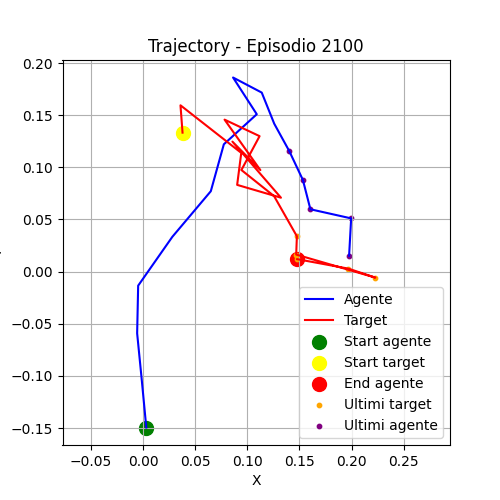 Trajectory - Episodio 2100
0.20
0.15
0.10
0.05
0.00
−0.05
−0.10
−0.15
Agente
Target
Start agente
Start target
End agente
Ultimi target
Ultimi agente
−0.05 0.00 0.05 0.10 0.15 0.20 0.25
X